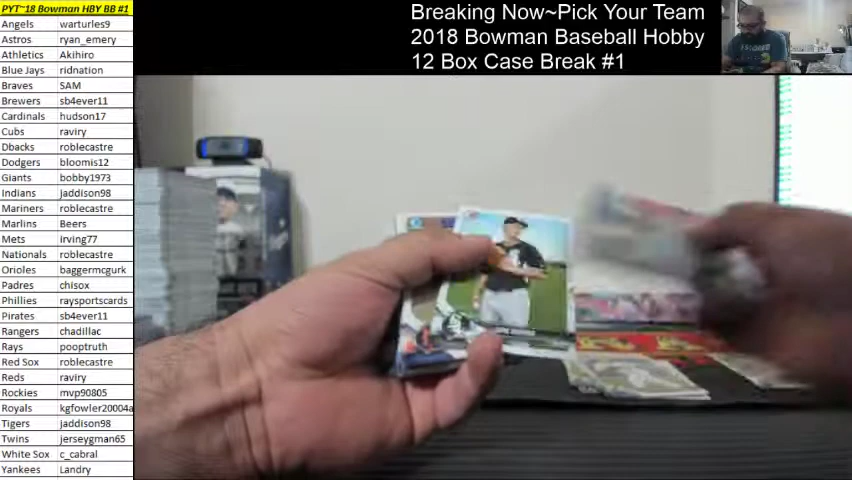 PYT~18 Bowman HBY BB #1
Angels warturles9
Astros ryan_emery
Athletics Akihiro
Blue Jays ridnation
Braves SAM
Brewers sb4ever11
Cardinals hudson17
Cubs raviry
Dbacks roblecastre
Dodgers bloomis12
Giants bobby1973
Indians jaddison98
Mariners roblecastre
Marlins Beers
Mets irving77
Nationals roblecastre
Orioles baggermcgurk
Padres chisox
Phillies raysportscards
Pirates sb4ever11
Rangers chadillac
Rays pooptruth
Red Sox roblecastre
Reds raviry
Rockies mvp90805
Royals kgfowler20004a
Tigers jaddison98
Twins jerseygman65
White Sox c_cabral
Yankees Landry
Breaking Now~Pick Your Team
2018 Bowman Baseball Hobby
12 Box Case Break #1